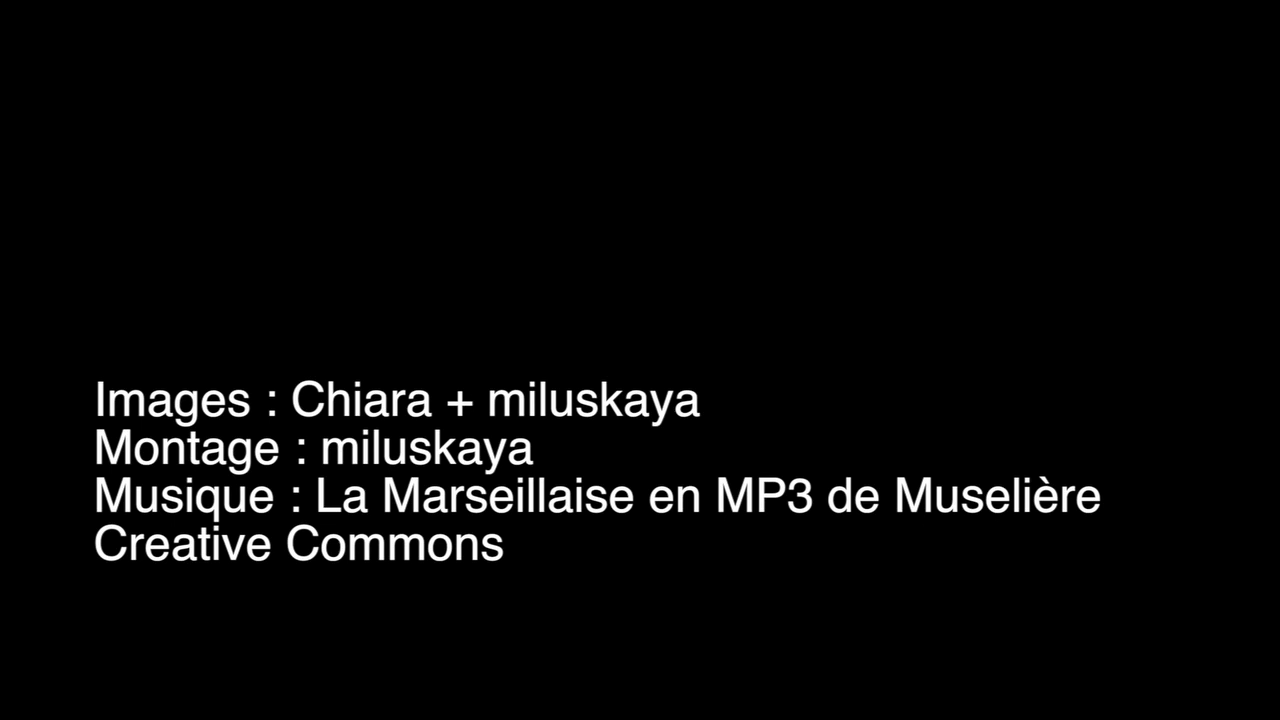 Images : Chiara + miluskaya
Montage : miluskaya
Musique : La Marseillaise en MP3 de Muselière
Creative Commons